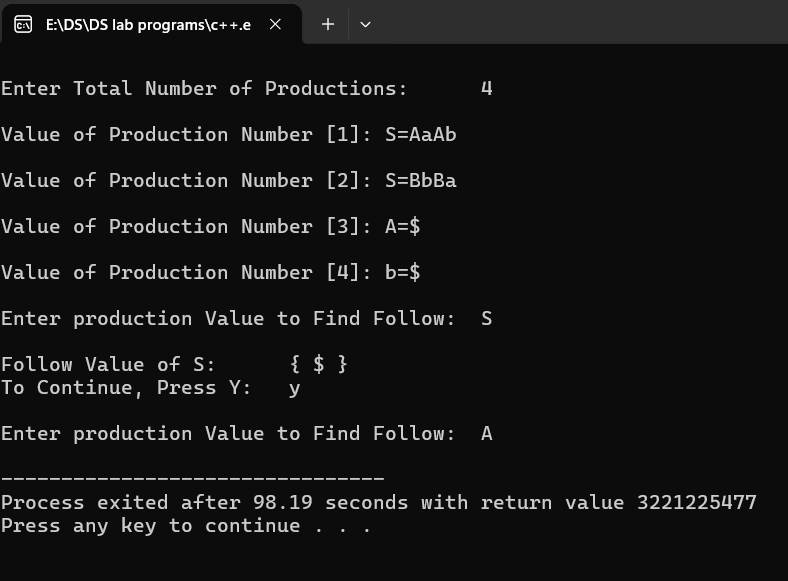 E:\DS\DS lab programs\c++.e
Enter Total Number of Productions:      4
Value of Production Number [1]: S=AaAb
Value of Production Number [2]: S=BbBa
Value of Production Number [3]: A=$
Value of Production Number [4]: b=$
Enter production Value to Find Follow:  S
Follow Value of S:      { $ }
To Continue, Press Y:   y
Enter production Value to Find Follow:  A
--------------------------------
Process exited after 98.19 seconds with return value 3221225477
Press any key to continue . . .